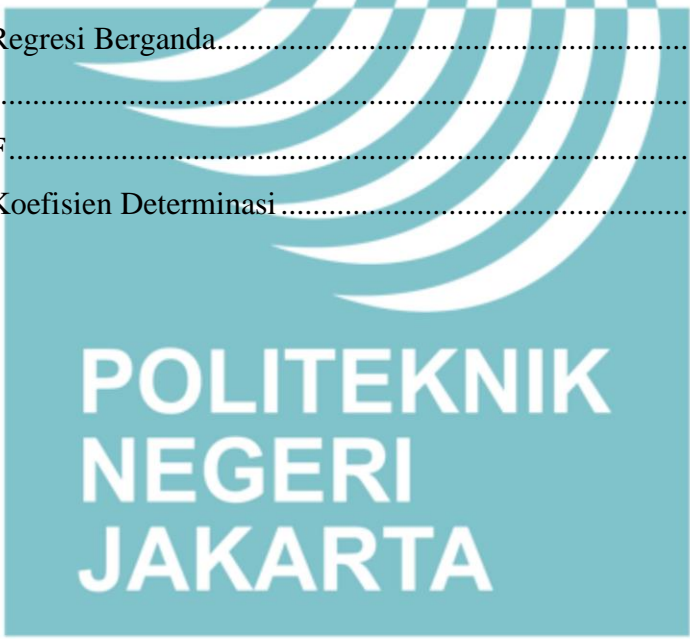 Regresi Berganda....................................................................
....................................................................................................
F....................................................................................................
Koefisien Determinasi............................................................
POLITEKNIK
NEGERI
JAKARTA